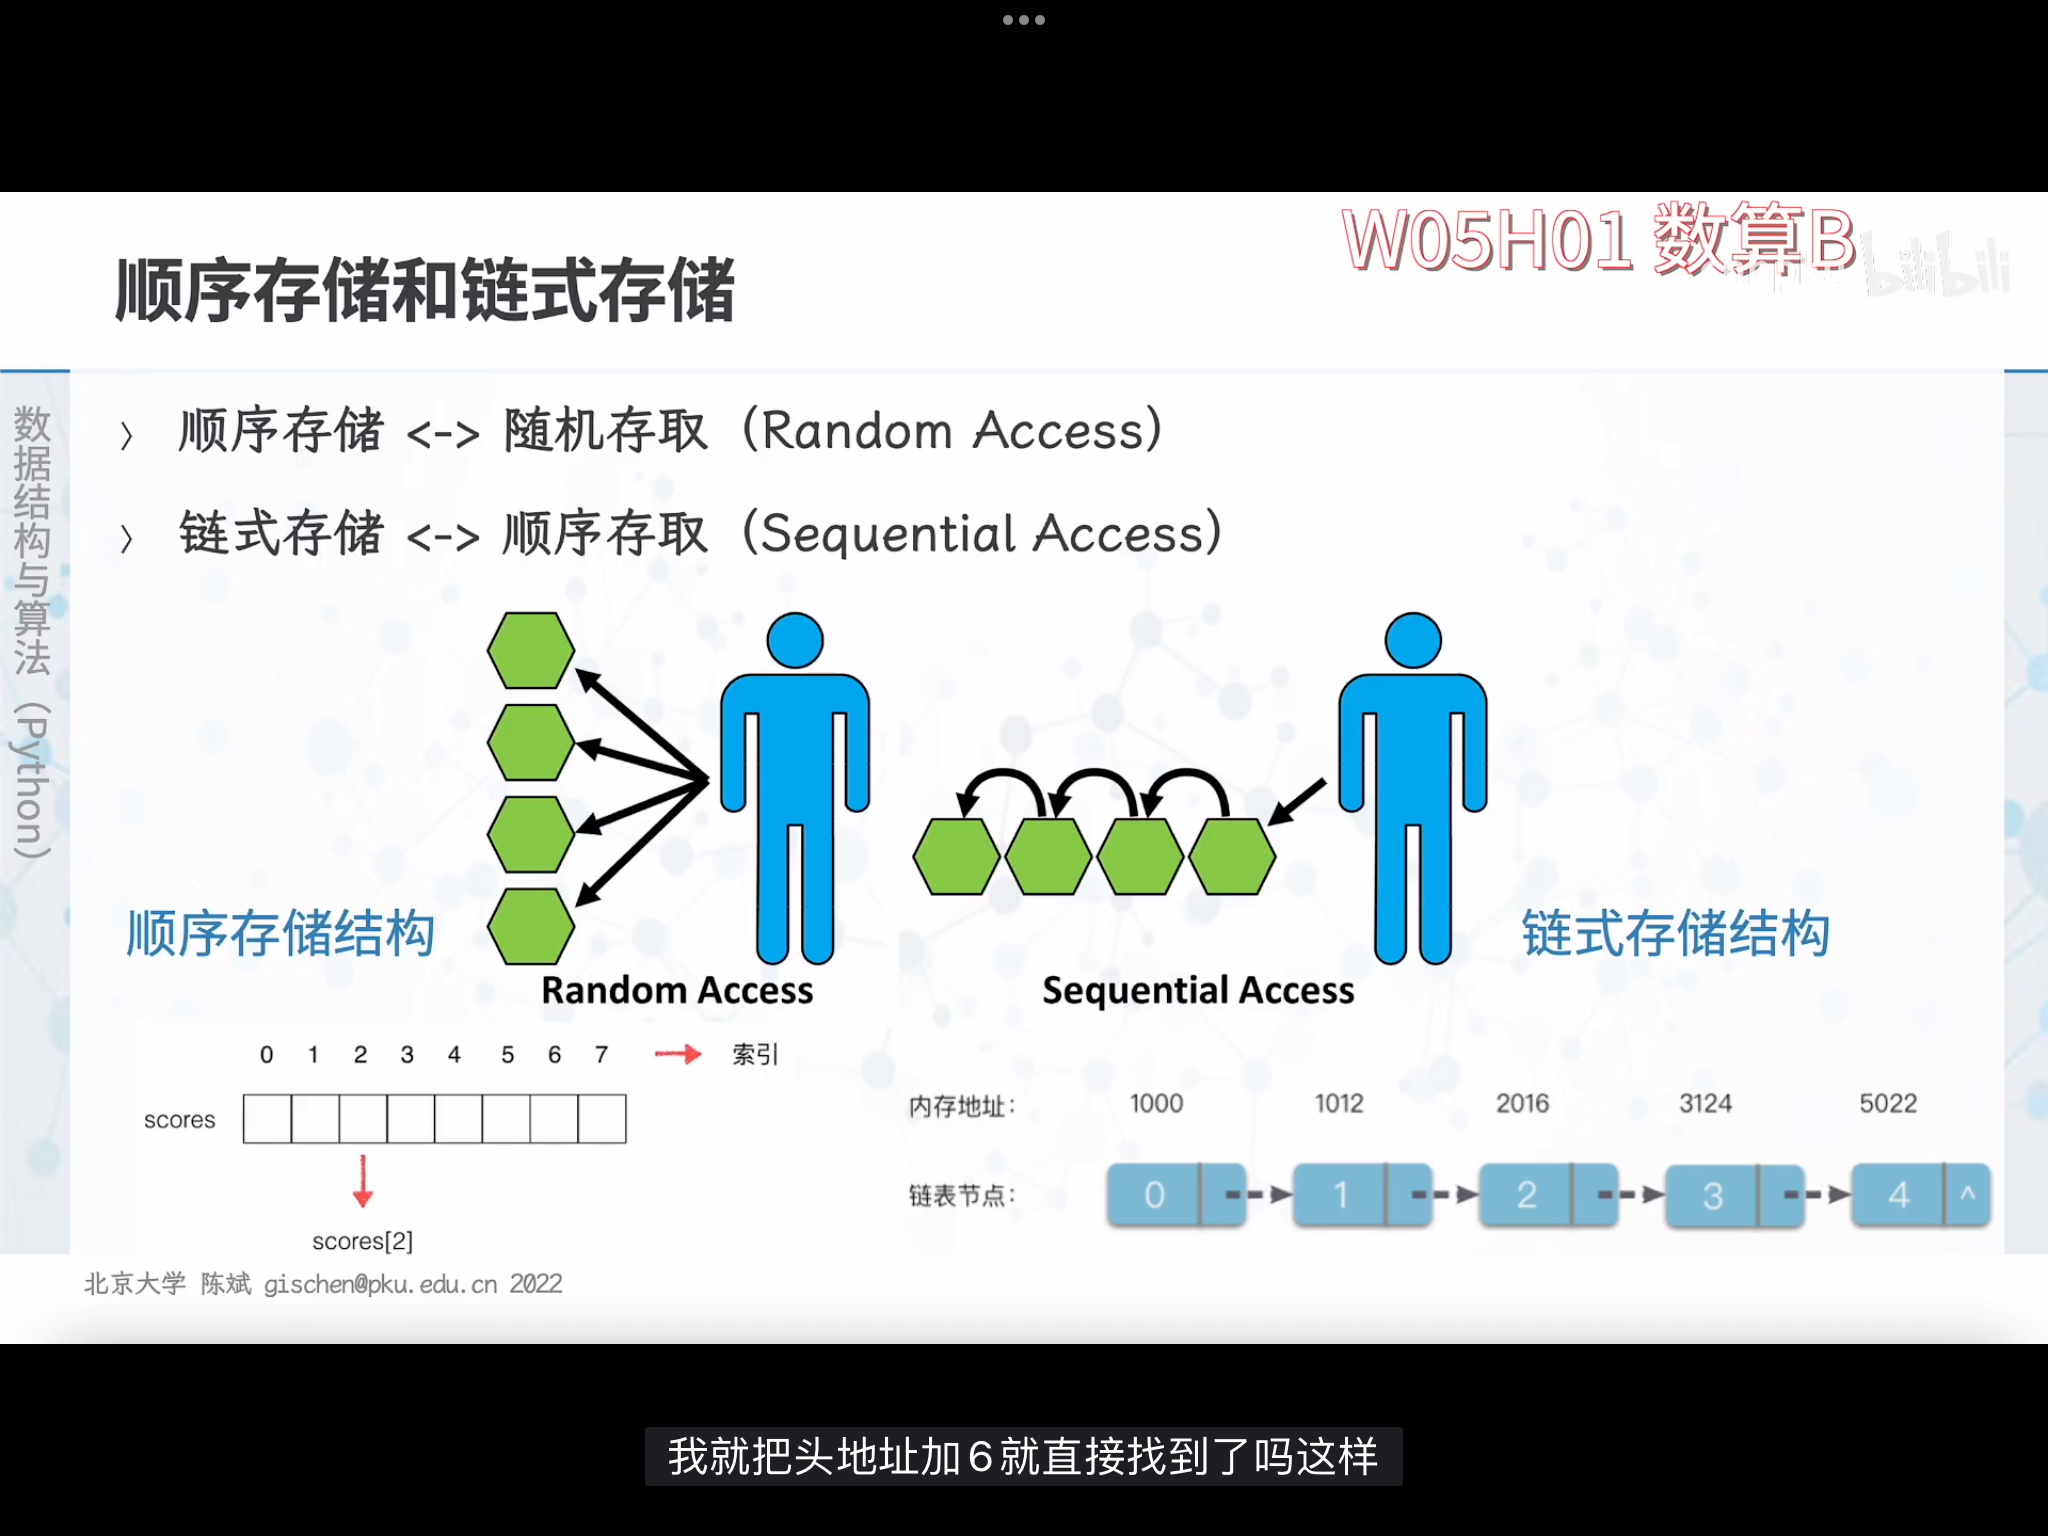 W05H01 数算B
bilibili
顺序存储和链式存储
数据结构与算法（Python）
〉 顺序存储 <-> 随机存取（Random Access）
〉 链式存储 <-> 顺序存取（Sequential Access）
顺序存储结构
链式存储结构
Random Access
Sequential Access
0 1 2 3 4 5 6 7 索引
scores
scores[2]
内存地址： 1000 1012 2016 3124 5022
链表节点： 0 1 2 3 4 ^
北京大学 陈斌 gischen@pku.edu.cn 2022
我就把头地址加6就直接找到了吗这样